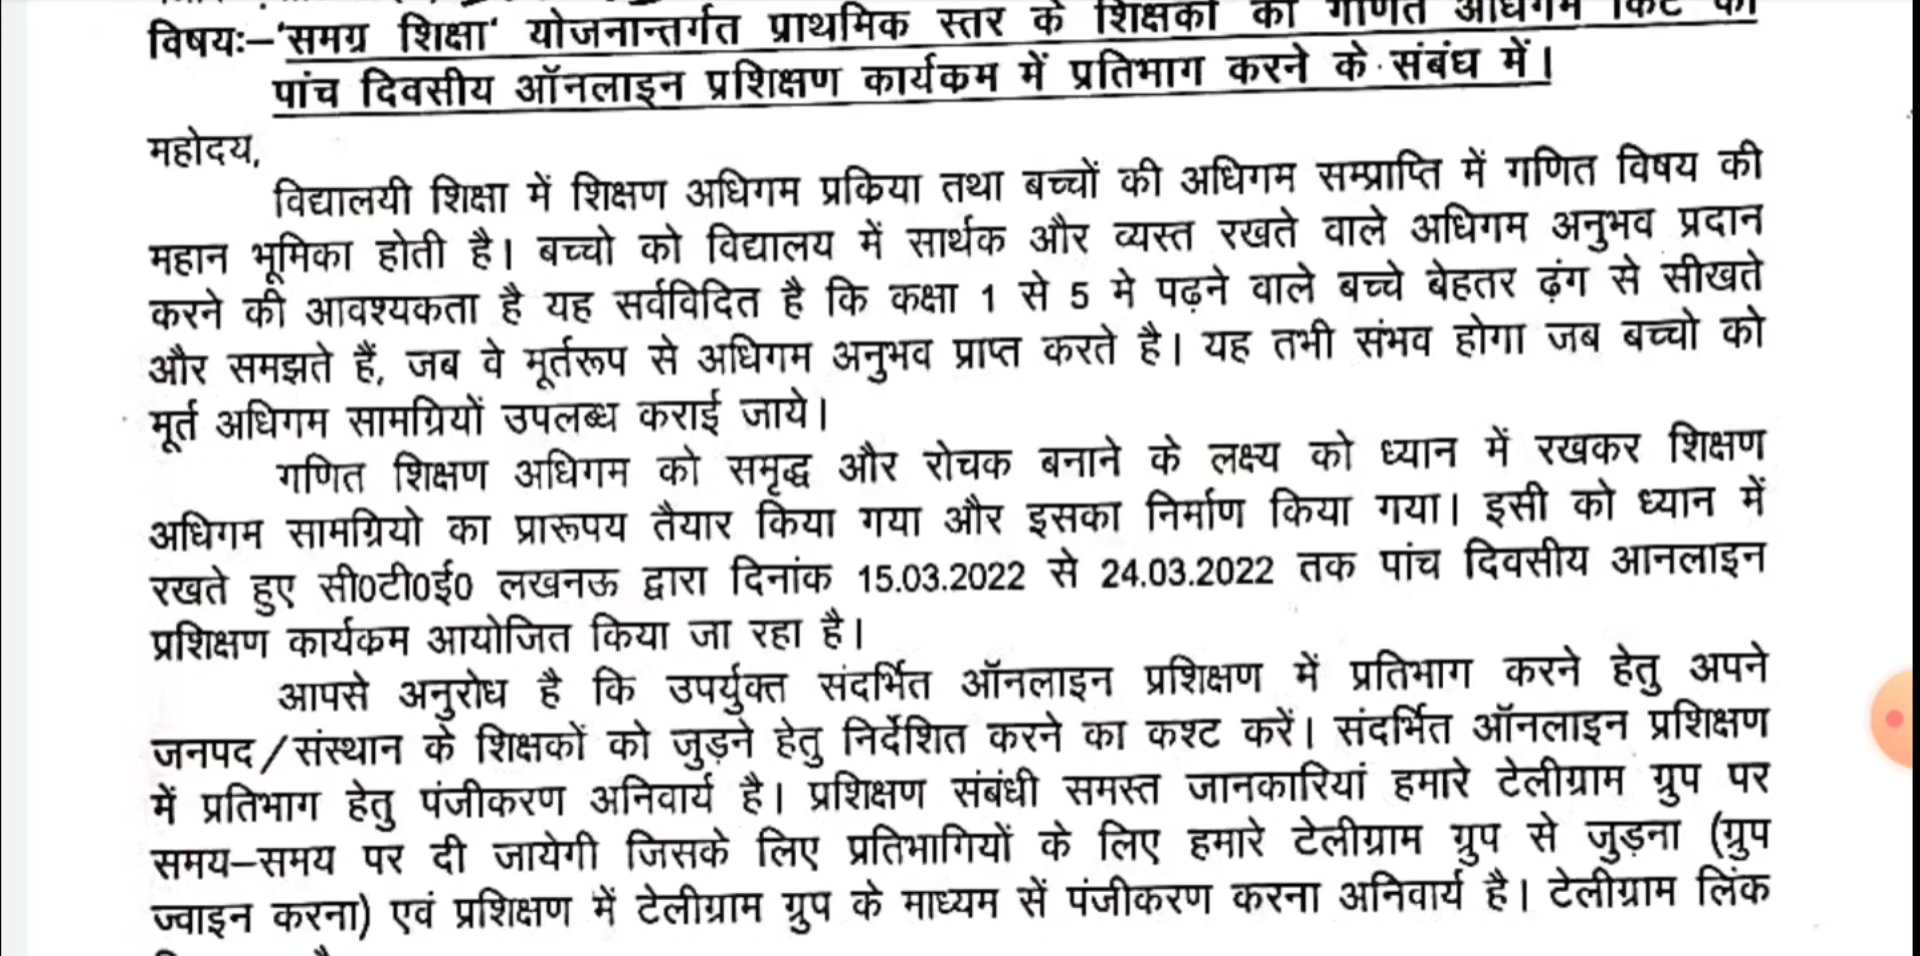 विषयः–'समग्र शिक्षा' योजनान्तर्गत प्राथमिक स्तर के शिक्षकों को गणित अधिगम किट का
पांच दिवसीय ऑनलाइन प्रशिक्षण कार्यकम में प्रतिभाग करने के संबंध में।
महोदय,
विद्यालयी शिक्षा में शिक्षण अधिगम प्रकिया तथा बच्चों की अधिगम सम्प्राप्ति में गणित विषय की
महान भूमिका होती है। बच्चो को विद्यालय में सार्थक और व्यस्त रखते वाले अधिगम अनुभव प्रदान
करने की आवश्यकता है यह सर्वविदित है कि कक्षा 1 से 5 मे पढ़ने वाले बच्चे बेहतर ढ़ंग से सीखते
और समझते हैं, जब वे मूर्तरूप से अधिगम अनुभव प्राप्त करते है। यह तभी संभव होगा जब बच्चो को
मूर्त अधिगम सामग्रियों उपलब्ध कराई जाये।
गणित शिक्षण अधिगम को समृद्ध और रोचक बनाने के लक्ष्य को ध्यान में रखकर शिक्षण
अधिगम सामग्रियो का प्रारूपय तैयार किया गया और इसका निर्माण किया गया। इसी को ध्यान में
रखते हुए सी0टी0ई0 लखनऊ द्वारा दिनांक 15.03.2022 से 24.03.2022 तक पांच दिवसीय आनलाइन
प्रशिक्षण कार्यकम आयोजित किया जा रहा है।
आपसे अनुरोध है कि उपर्युक्त संदर्भित ऑनलाइन प्रशिक्षण में प्रतिभाग करने हेतु अपने
जनपद/संस्थान के शिक्षकों को जुड़ने हेतु निर्देशित करने का कश्ट करें। संदर्भित ऑनलाइन प्रशिक्षण
में प्रतिभाग हेतु पंजीकरण अनिवार्य है। प्रशिक्षण संबंधी समस्त जानकारियां हमारे टेलीग्राम ग्रुप पर
समय–समय पर दी जायेगी जिसके लिए प्रतिभागियों के लिए हमारे टेलीग्राम ग्रुप से जुड़ना (ग्रुप
ज्वाइन करना) एवं प्रशिक्षण में टेलीग्राम ग्रुप के माध्यम सें पंजीकरण करना अनिवार्य है। टेलीग्राम लिंक